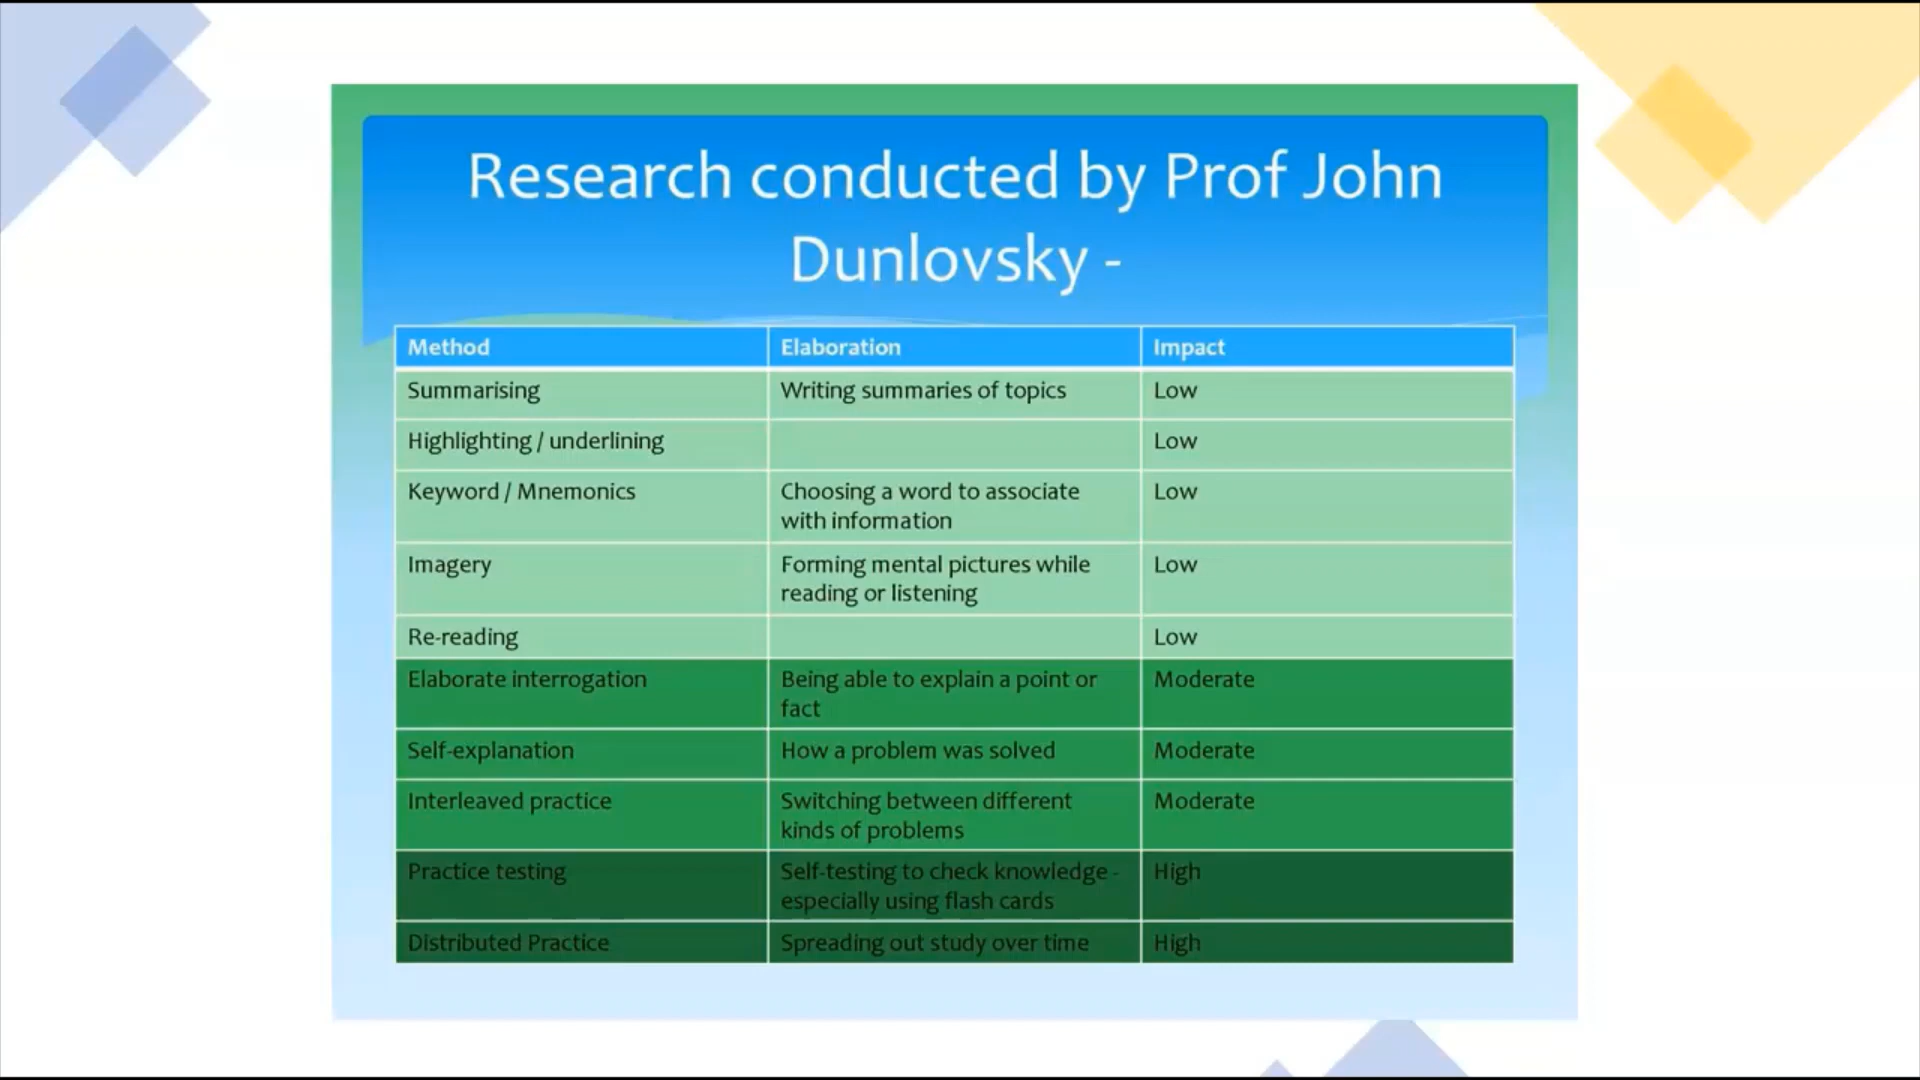 Research conducted by Prof John
Dunlovsky -
Method Elaboration Impact
Summarising Writing summaries of topics Low
Highlighting / underlining Low
Keyword / Mnemonics Choosing a word to associate Low
with information
Imagery Forming mental pictures while Low
reading or listening
Re-reading Low
Elaborate interrogation Being able to explain a point or Moderate
fact
Self-explanation How a problem was solved Moderate
Interleaved practice Switching between different Moderate
kinds of problems
Practice testing Self-testing to check knowledge - High
especially using flash cards
Distributed Practice Spreading out study over time High